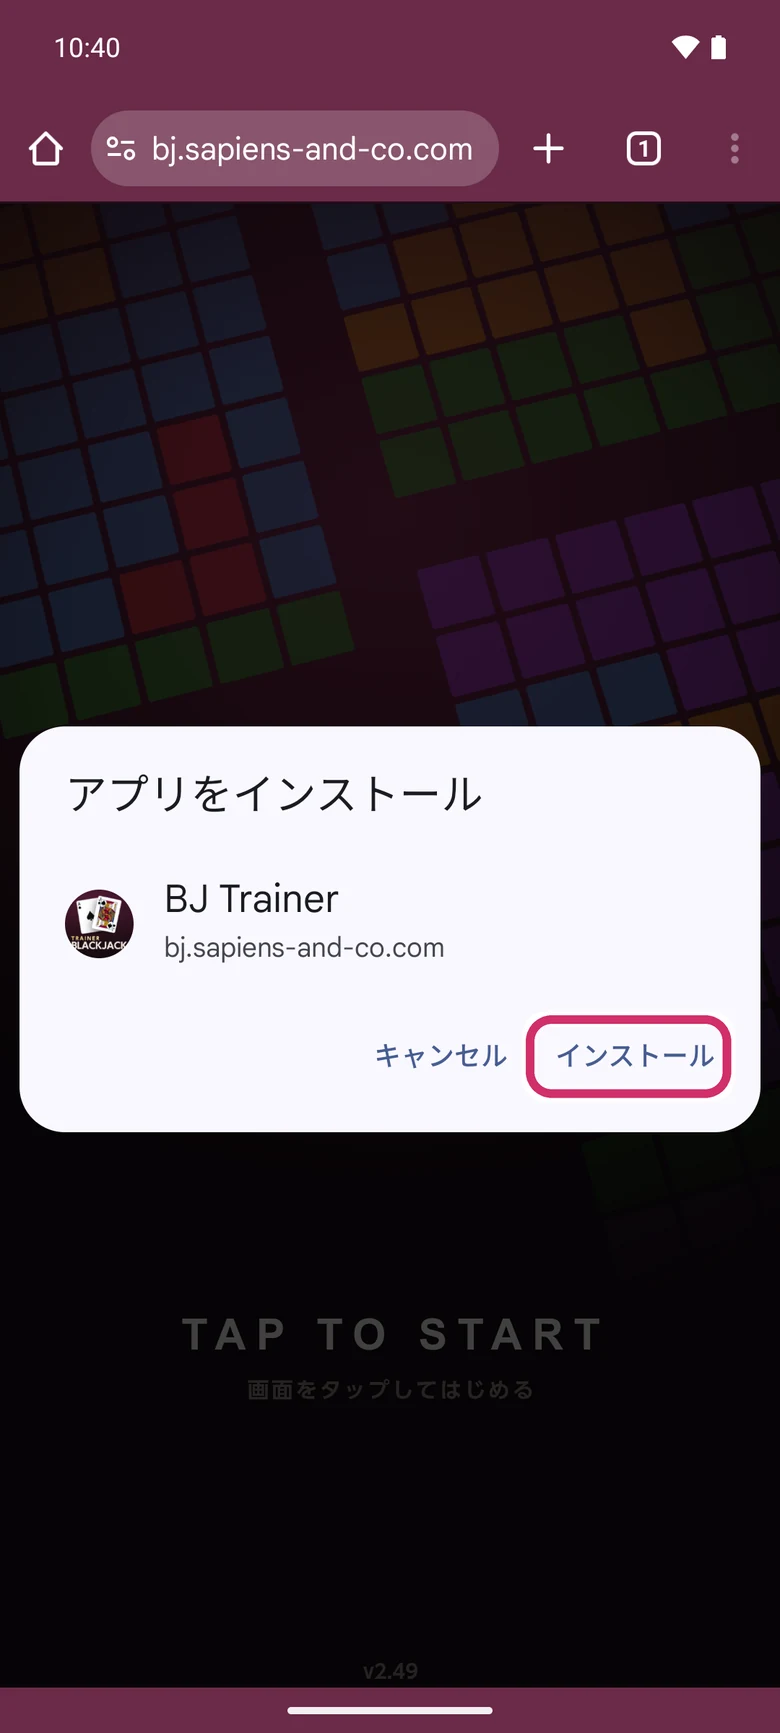 10:40
bj.sapiens-and-co.com
1
アプリをインストール
BJ Trainer
TRAINER
BLACKJACK
bj.sapiens-and-co.com
キャンセル
インストール
TAP TO START
画面をタップしてはじめる
v2.49